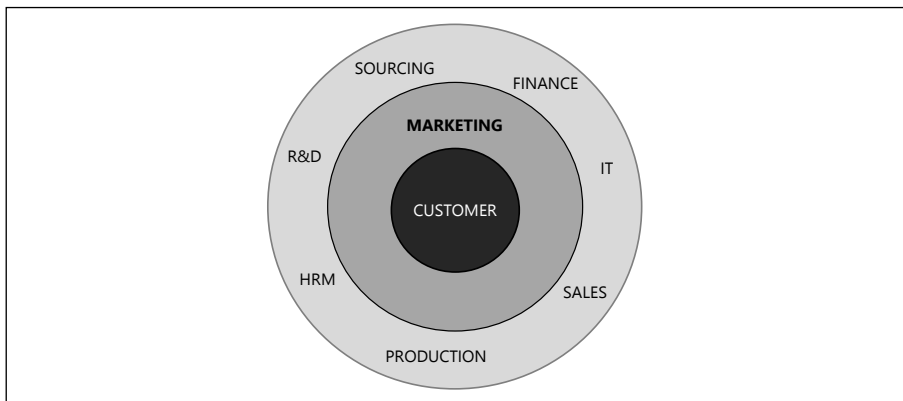 SOURCING
FINANCE
MARKETING
R&D
IT
CUSTOMER
HRM
SALES
PRODUCTION